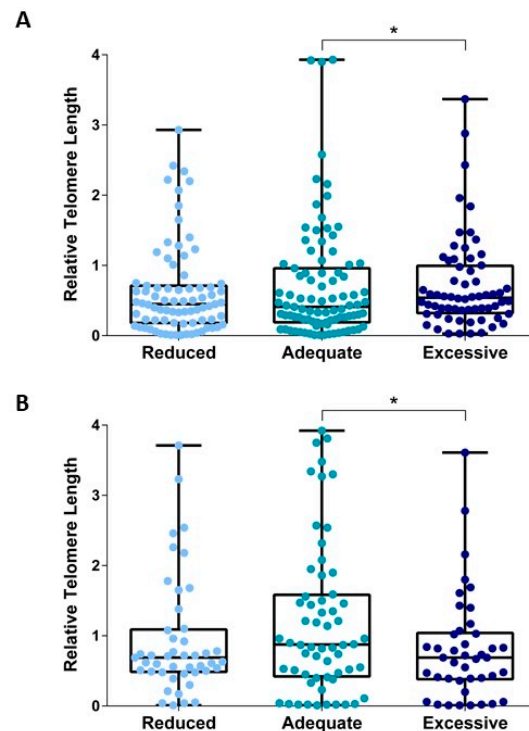 A
*
Relative Telomere Length
4
3
2
1
0
Reduced Adequate Excessive
B
*
Relative Telomere Length
4
3
2
1
0
Reduced Adequate Excessive